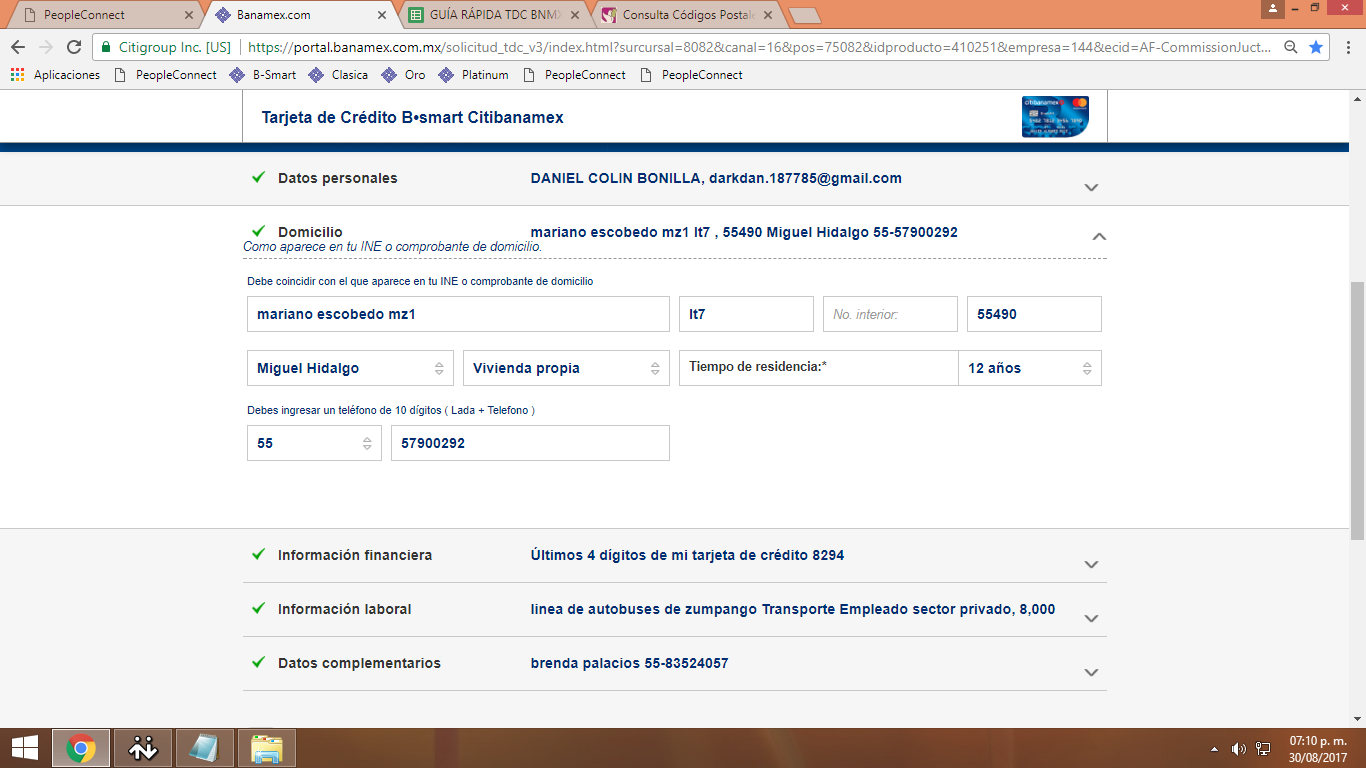 PeopleConnect
Banamex.com
GUÍA RÁPIDA TDC BNMX
Consulta Códigos Postale
Citigroup Inc. [US]
https://portal.banamex.com.mx/solicitud_tdc_v3/index.html?surcursal=8082&canal=16&pos=75082&idproducto=410251&empresa=144&ecid=AF-CommissionJuct...
Aplicaciones PeopleConnect B-Smart Clasica Oro Platinum PeopleConnect PeopleConnect
Tarjeta de Crédito B•smart Citibanamex
citibanamex
Datos personales DANIEL COLIN BONILLA, darkdan.187785@gmail.com
Domicilio mariano escobedo mz1 lt7 , 55490 Miguel Hidalgo 55-57900292
Como aparece en tu INE o comprobante de domicilio.
Debe coincidir con el que aparece en tu INE o comprobante de domicilio
mariano escobedo mz1 lt7 No. interior: 55490
Miguel Hidalgo Vivienda propia Tiempo de residencia:* 12 años
Debes ingresar un teléfono de 10 dígitos ( Lada + Telefono )
55 57900292
Información financiera Últimos 4 dígitos de mi tarjeta de crédito 8294
Información laboral linea de autobuses de zumpango Transporte Empleado sector privado, 8,000
Datos complementarios brenda palacios 55-83524057
07:10 p. m.
30/08/2017